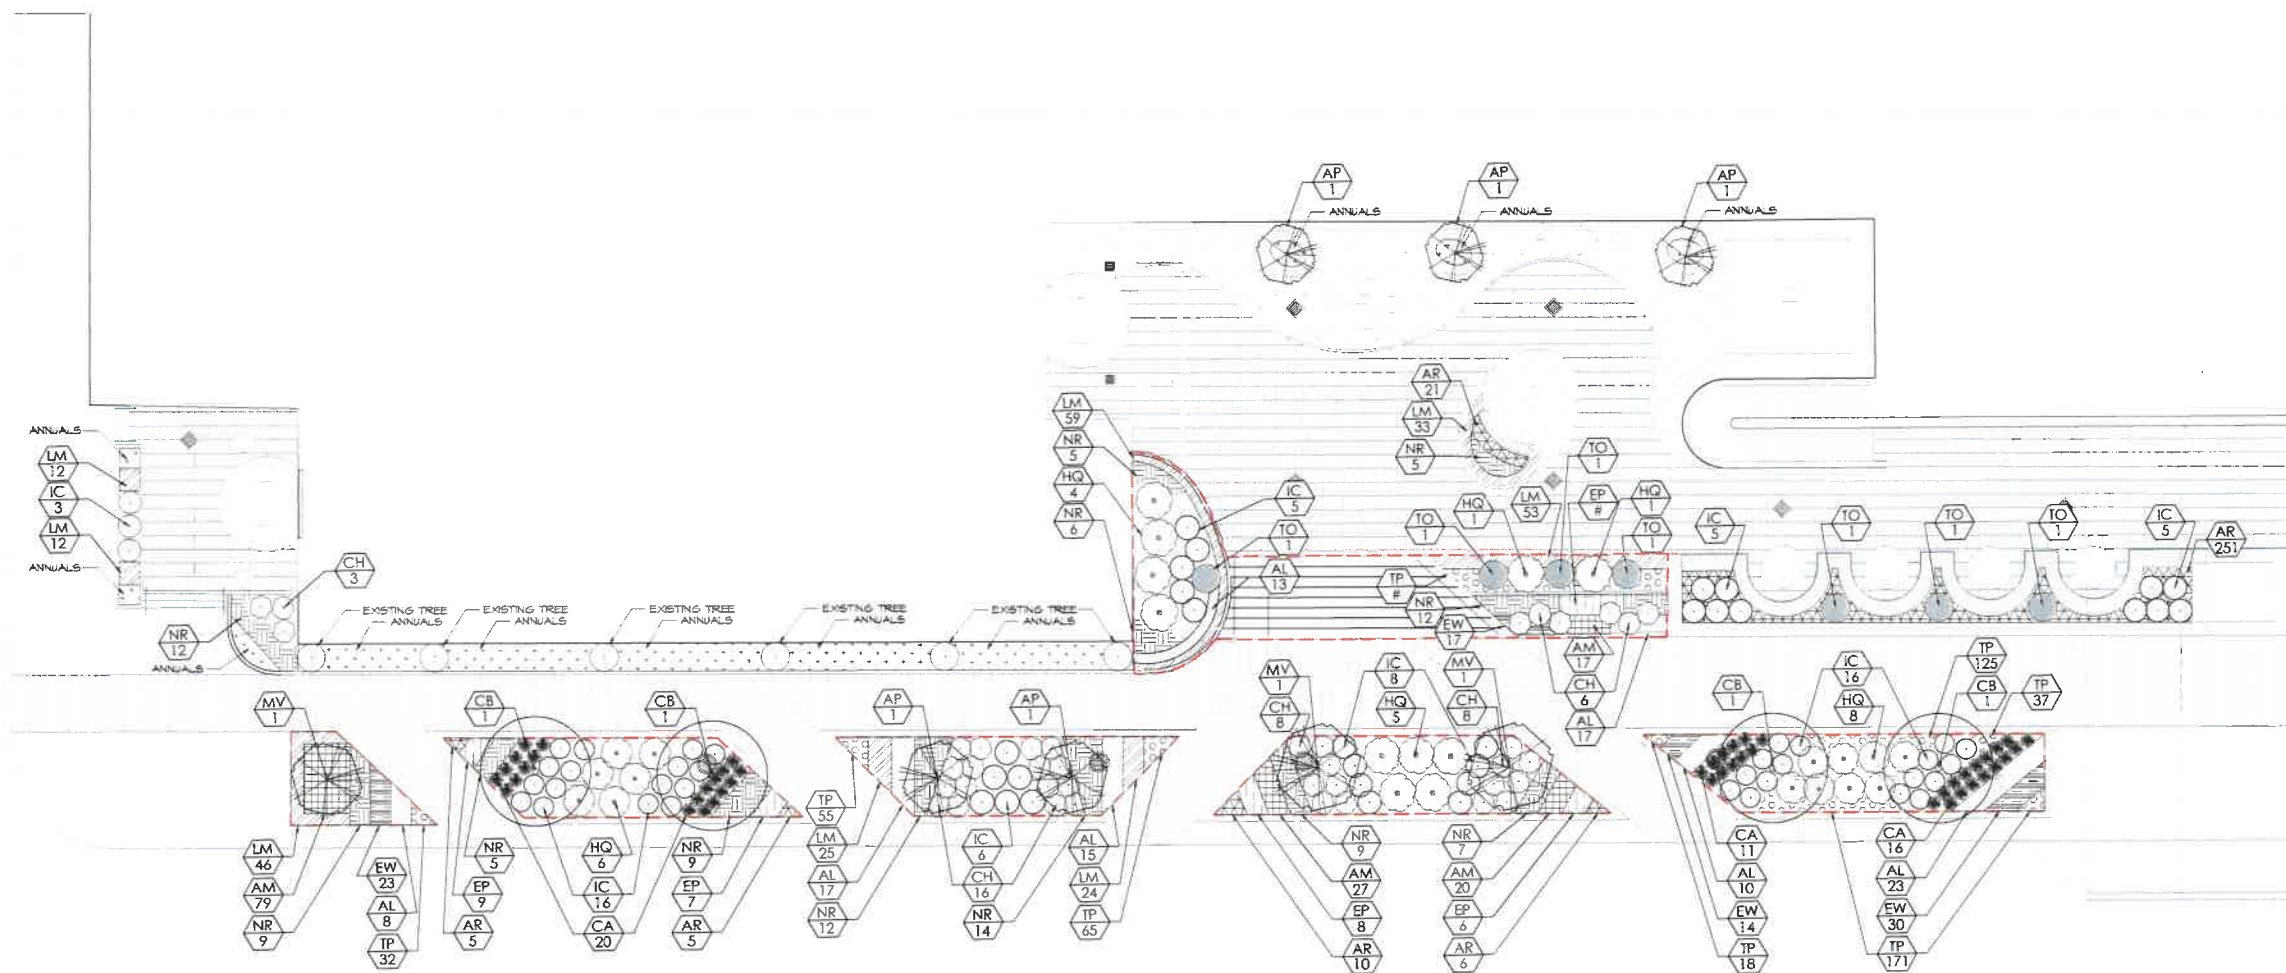 AP
1
AP
1
AP
1
ANNUALS
ANNUALS
ANNUALS
AR
21
LM
33
NR
5
LM
59
NR
5
HQ
4
NR
6
IC
5
TO
1
AL
13
TO
1
HQ
1
LM
53
TO
1
EP
#
HQ
1
TO
1
TP
#
NR
12
EW
17
AM
17
CH
6
AL
17
IC
5
TO
1
TO
1
TO
1
IC
5
AR
251
ANNUALS
LM
12
IC
3
LM
12
ANNUALS
CH
3
NR
12
ANNUALS
EXISTING TREE
ANNUALS
EXISTING TREE
ANNUALS
EXISTING TREE
ANNUALS
EXISTING TREE
ANNUALS
EXISTING TREE
ANNUALS
MV
1
LM
46
AM
79
NR
9
EW
23
AL
8
TP
32
CB
1
CB
1
NR
5
EP
9
AR
5
HQ
6
IC
16
CA
20
NR
9
EP
7
AR
5
AP
1
AP
1
TP
55
LM
25
AL
17
NR
12
IC
6
CH
16
NR
14
AL
15
LM
24
TP
65
MV
1
CH
8
IC
8
HQ
5
MV
1
CH
8
NR
9
AM
27
EP
8
AR
10
NR
7
AM
20
EP
6
AR
6
CB
1
IC
16
HQ
8
TP
125
CB
1
TP
37
CA
11
AL
10
EW
14
TP
18
CA
16
AL
23
EW
30
TP
171